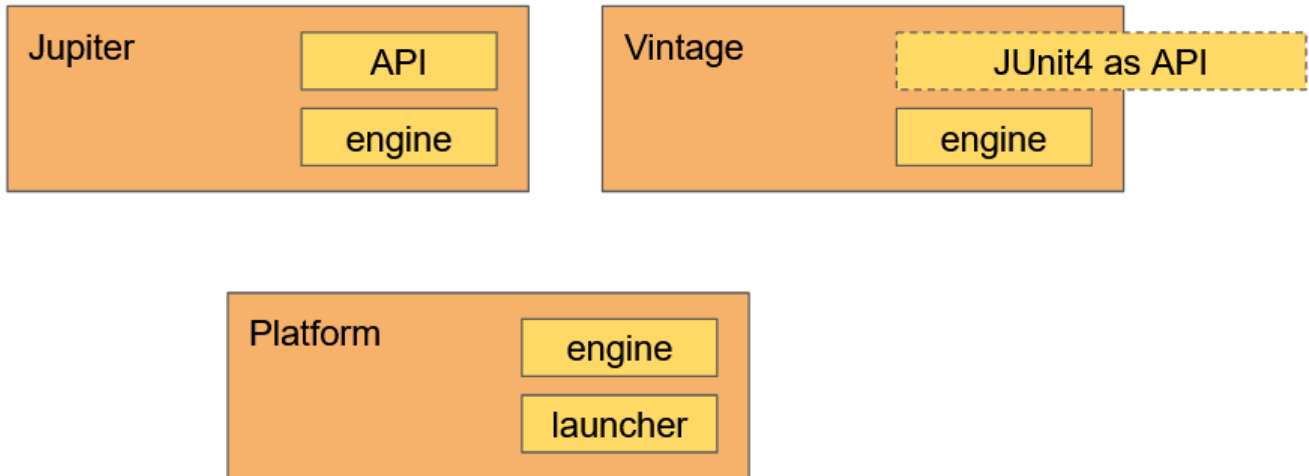 Jupiter
API
engine
Vintage
JUnit4 as API
engine
Platform
engine
launcher